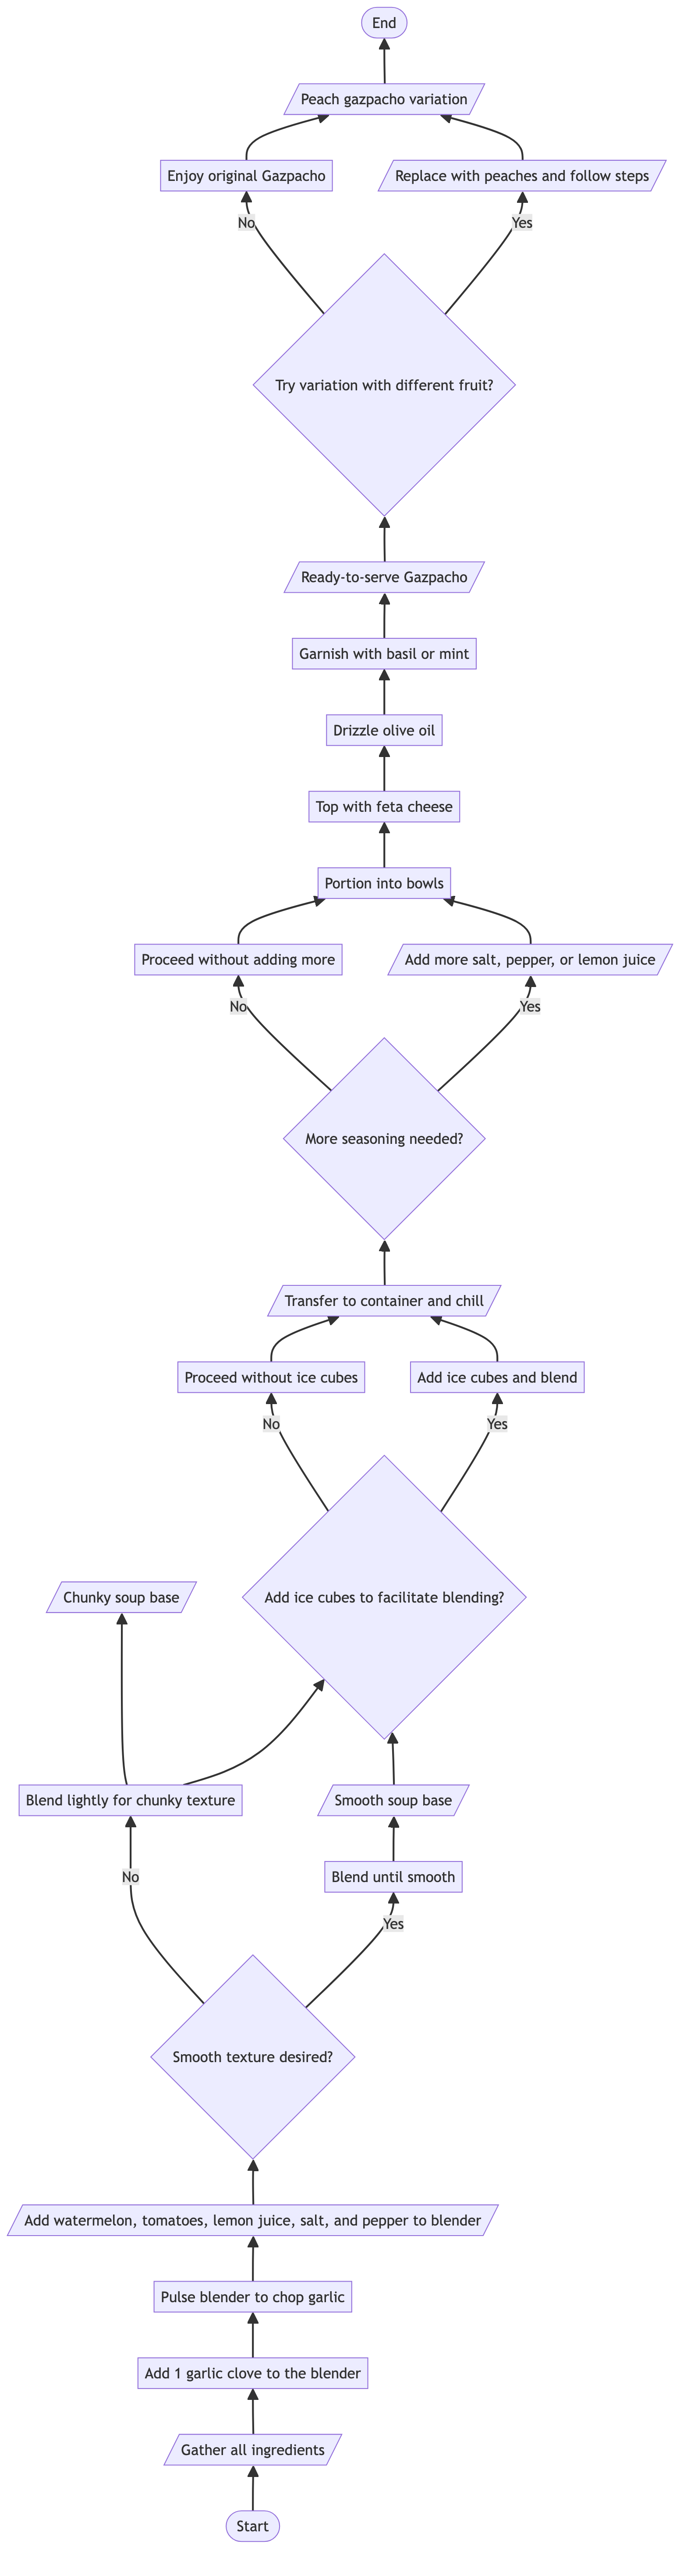 End
Peach gazpacho variation
Enjoy original Gazpacho
Replace with peaches and follow steps
No
Yes
Try variation with different fruit?
Ready-to-serve Gazpacho
Garnish with basil or mint
Drizzle olive oil
Top with feta cheese
Portion into bowls
Proceed without adding more
Add more salt, pepper, or lemon juice
No
Yes
More seasoning needed?
Transfer to container and chill
Proceed without ice cubes
Add ice cubes and blend
No
Yes
Chunky soup base
Add ice cubes to facilitate blending?
Blend lightly for chunky texture
Smooth soup base
No
Blend until smooth
Yes
Smooth texture desired?
Add watermelon, tomatoes, lemon juice, salt, and pepper to blender
Pulse blender to chop garlic
Add 1 garlic clove to the blender
Gather all ingredients
Start